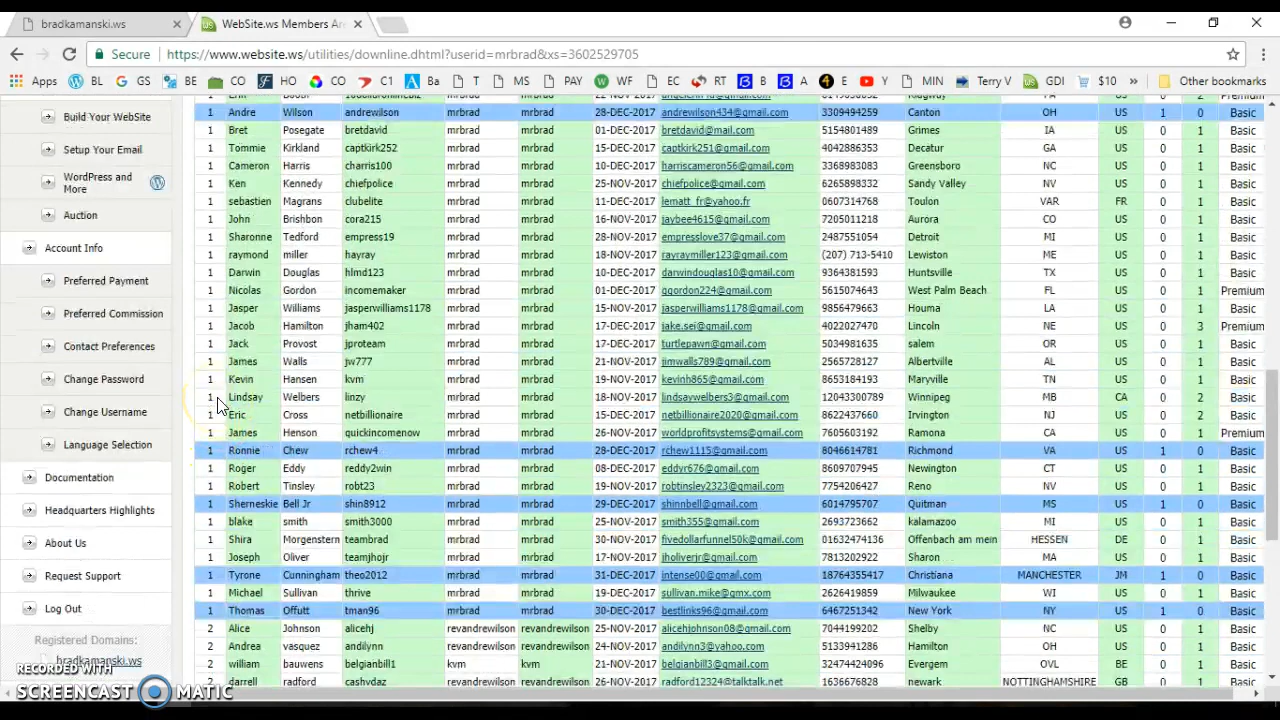 bradkamanski.ws
WebSite.ws Members Are
Secure https://www.website.ws/utilities/downline.dhtml?userid=mrbrad&xs=3602529705
Apps BL GS BE CO HO CO C1 Ba T MS PAY WF EC RT B A E Y MIN Terry V GDI $10 » Other bookmarks
Build Your WebSite
Setup Your Email
WordPress and More
Auction
Account Info
Preferred Payment
Preferred Commission
Contact Preferences
Change Password
Change Username
Language Selection
Documentation
Headquarters Highlights
About Us
Request Support
Log Out
Registered Domains:
bradkamanski.ws
1 Andre Wilson andrewilson mrbrad mrbrad 28-DEC-2017 andrewilson434@gmail.com 3309494259 Canton OH US 1 0 Basic
1 Bret Posegate bretdavid mrbrad mrbrad 01-DEC-2017 bretdavid@mail.com 5154801489 Grimes IA US 0 1 Basic
1 Tommie Kirkland captkirk252 mrbrad mrbrad 15-DEC-2017 captkirk251@gmail.com 4042886353 Decatur GA US 0 1 Basic
1 Cameron Harris charris100 mrbrad mrbrad 10-DEC-2017 harriscameron56@gmail.com 3368983083 Greensboro NC US 0 1 Basic
1 Ken Kennedy chiefpolice mrbrad mrbrad 25-NOV-2017 chiefpolice@gmail.com 6265898332 Sandy Valley NV US 0 1 Basic
1 sebastien Magrans clubelite mrbrad mrbrad 11-DEC-2017 lematt_fr@yahoo.fr 0607314768 Toulon VAR FR 0 1 Basic
1 John Brishbon cora215 mrbrad mrbrad 16-NOV-2017 jaybee4615@gmail.com 7205011218 Aurora CO US 0 1 Basic
1 Sharonne Tedford empress19 mrbrad mrbrad 28-NOV-2017 empresslove37@gmail.com 2487551054 Detroit MI US 0 1 Basic
1 raymond miller hayray mrbrad mrbrad 18-NOV-2017 rayraymiller123@gmail.com (207) 713-5410 Lewiston ME US 0 1 Basic
1 Darwin Douglas hlmd123 mrbrad mrbrad 10-DEC-2017 darwindouglas10@gmail.com 9364381593 Huntsville TX US 0 1 Basic
1 Nicolas Gordon incomemaker mrbrad mrbrad 01-DEC-2017 ggordon224@gmail.com 5615074643 West Palm Beach FL US 0 1 Premium
1 Jasper Williams jasperwilliams1178 mrbrad mrbrad 15-NOV-2017 jasperwilliams1178@gmail.com 9856479663 Houma LA US 0 1 Basic
1 Jacob Hamilton jham402 mrbrad mrbrad 17-DEC-2017 jake.sei@gmail.com 4022027470 Lincoln NE US 0 3 Premium
1 Jack Provost jproteam mrbrad mrbrad 18-DEC-2017 turtlepawn@gmail.com 5034981635 salem OR US 0 1 Basic
1 James Walls jw777 mrbrad mrbrad 21-NOV-2017 jimwalls789@gmail.com 2565728127 Albertville AL US 0 1 Basic
1 Kevin Hansen kvm mrbrad mrbrad 19-NOV-2017 kevinh865@gmail.com 8653184193 Maryville TN US 0 1 Basic
1 Lindsay Welbers linzy mrbrad mrbrad 18-NOV-2017 lindsaywelbers3@gmail.com 12043300789 Winnipeg MB CA 0 2 Basic
1 Eric Cross netbillionaire mrbrad mrbrad 15-DEC-2017 netbillionaire2020@gmail.com 8622437660 Irvington NJ US 0 2 Basic
1 James Henson quickincomenow mrbrad mrbrad 26-NOV-2017 worldprofitsystems@gmail.com 7605603192 Ramona CA US 0 1 Premium
1 Ronnie Chew rchew4 mrbrad mrbrad 28-DEC-2017 rchew1115@gmail.com 8046614781 Richmond VA US 1 0 Basic
1 Roger Eddy reddy2win mrbrad mrbrad 08-DEC-2017 eddyr676@gmail.com 8609707945 Newington CT US 0 1 Basic
1 Robert Tinsley robt23 mrbrad mrbrad 19-NOV-2017 robtinsley2323@gmail.com 7754206427 Reno NV US 0 1 Basic
1 Sherneskie Bell Jr shin8912 mrbrad mrbrad 29-DEC-2017 shinnbell@gmail.com 6014795707 Quitman MS US 1 0 Basic
1 blake smith smith3000 mrbrad mrbrad 25-NOV-2017 smith355@gmail.com 2693723662 kalamazoo MI US 0 1 Basic
1 Shira Morgenstern teambrad mrbrad mrbrad 30-NOV-2017 fivedollarfunnel50k@gmail.com 01632474136 Offenbach am mein HESSEN DE 0 1 Basic
1 Joseph Oliver teamjhojr mrbrad mrbrad 17-DEC-2017 jholiverjr@gmail.com 7813202922 Sharon MA US 0 1 Basic
1 Tyrone Cunningham theo2012 mrbrad mrbrad 31-DEC-2017 intense00@gmail.com 18764355417 Christiana MANCHESTER JM 1 0 Basic
1 Michael Sullivan thrive mrbrad mrbrad 19-DEC-2017 sullivan.mike@gmx.com 2626419859 Milwaukee WI US 0 1 Basic
1 Thomas Offutt tman96 mrbrad mrbrad 30-DEC-2017 bestlinks96@gmail.com 6467251342 New York NY US 1 0 Basic
2 Alice Johnson alicehj revandrewilson revandrewilson 25-NOV-2017 alicehjohnson08@gmail.com 7044199202 Shelby NC US 0 1 Basic
2 Andrea vasquez andilynn revandrewilson revandrewilson 24-NOV-2017 andilynn3@yahoo.com 5133941286 Hamilton OH US 0 1 Basic
2 william bauwens belgianbill1 kvm kvm 21-NOV-2017 belgianbill3@gmail.com 32474424096 Evergem OVL BE 0 1 Basic
2 darrell radford cashydaz revandrewilson revandrewilson 26-NOV-2017 radford12324@talktalk.net 1636676828 newark NOTTINGHAMSHIRE GB 0 1 Basic
RECORDED WITH
SCREENCAST MATIC